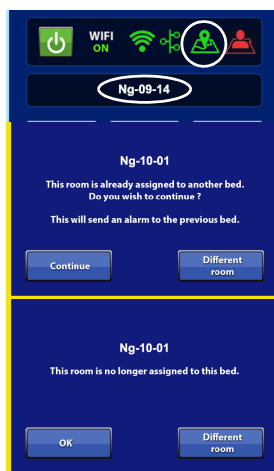 WIFI
ON
Ng-09-14
Ng-10-01
This room is already assigned to another bed.
Do you wish to continue ?
This will send an alarm to the previous bed.
Continue
Different
room
Ng-10-01
This room is no longer assigned to this bed.
OK
Different
room